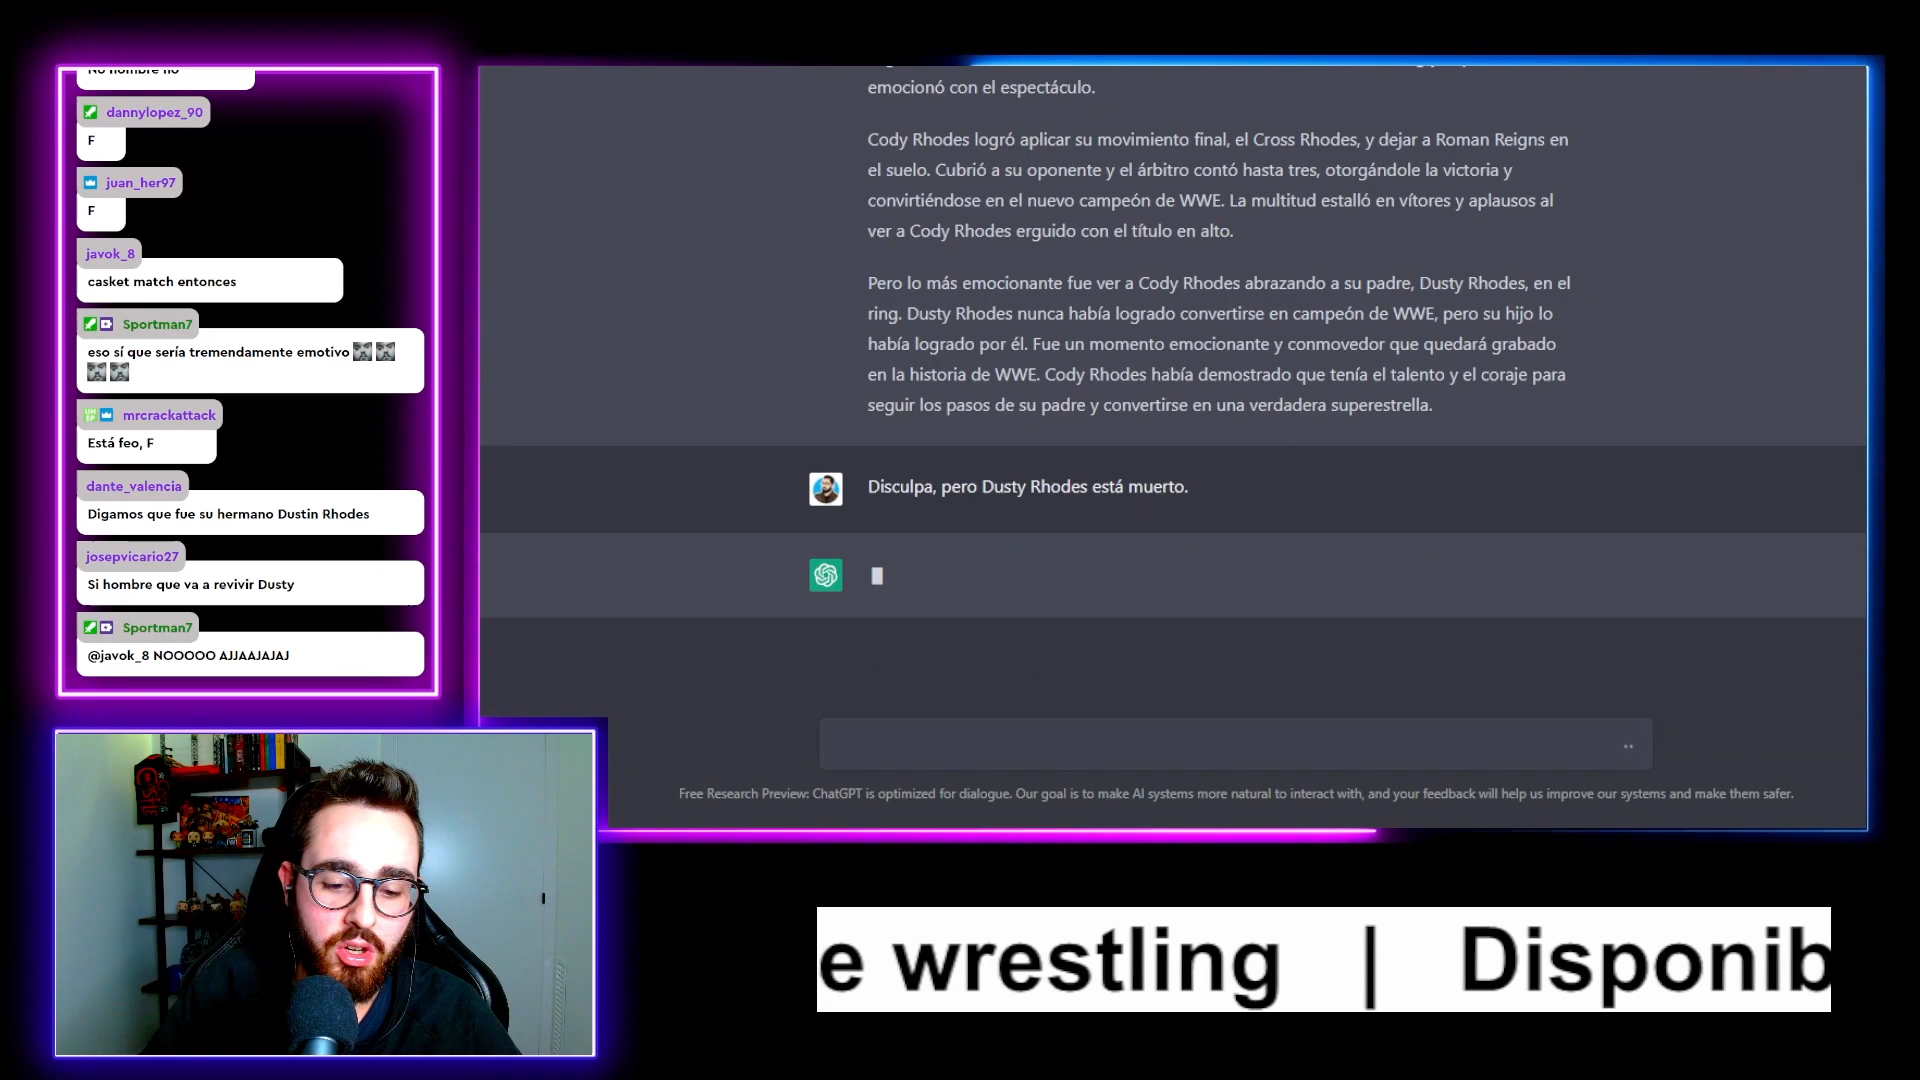 No hombre no
dannylopez_90
F
juan_her97
F
javok_8
casket match entonces
Sportman7
eso sí que sería tremendamente emotivo
mrcrackattack
Está feo, F
dante_valencia
Digamos que fue su hermano Dustin Rhodes
josepvicario27
Si hombre que va a revivir Dusty
Sportman7
@javok_8 NOOOOO AJJAAJAJAJ
emocionó con el espectáculo.
Cody Rhodes logró aplicar su movimiento final, el Cross Rhodes, y dejar a Roman Reigns en
el suelo. Cubrió a su oponente y el árbitro contó hasta tres, otorgándole la victoria y
convirtiéndose en el nuevo campeón de WWE. La multitud estalló en vítores y aplausos al
ver a Cody Rhodes erguido con el título en alto.
Pero lo más emocionante fue ver a Cody Rhodes abrazando a su padre, Dusty Rhodes, en el
ring. Dusty Rhodes nunca había logrado convertirse en campeón de WWE, pero su hijo lo
había logrado por él. Fue un momento emocionante y conmovedor que quedará grabado
en la historia de WWE. Cody Rhodes había demostrado que tenía el talento y el coraje para
seguir los pasos de su padre y convertirse en una verdadera superestrella.
Disculpa, pero Dusty Rhodes está muerto.
Free Research Preview: ChatGPT is optimized for dialogue. Our goal is to make AI systems more natural to interact with, and your feedback will help us improve our systems and make them safer.
e wrestling | Disponib